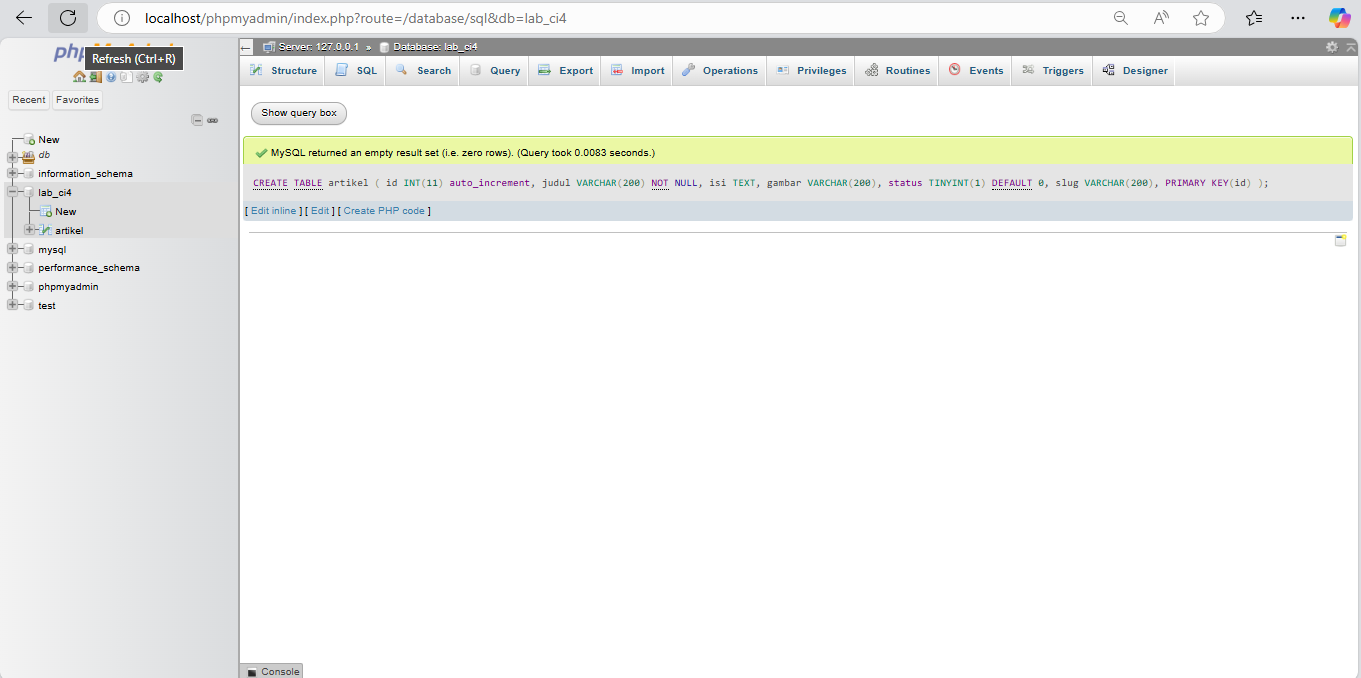 localhost/phpmyadmin/index.php?route=/database/sql&db=lab_ci4
php
Refresh (Ctrl+R)
Recent Favorites
New
db
information_schema
lab_ci4
New
artikel
mysql
performance_schema
phpmyadmin
test
Server: 127.0.0.1 » Database: lab_ci4
Structure SQL Search Query Export Import Operations Privileges Routines Events Triggers Designer
Show query box
MySQL returned an empty result set (i.e. zero rows). (Query took 0.0083 seconds.)
CREATE TABLE artikel ( id INT(11) auto_increment, judul VARCHAR(200) NOT NULL, isi TEXT, gambar VARCHAR(200), status TINYINT(1) DEFAULT 0, slug VARCHAR(200), PRIMARY KEY(id) );
[ Edit inline ] [ Edit ] [ Create PHP code ]
Console